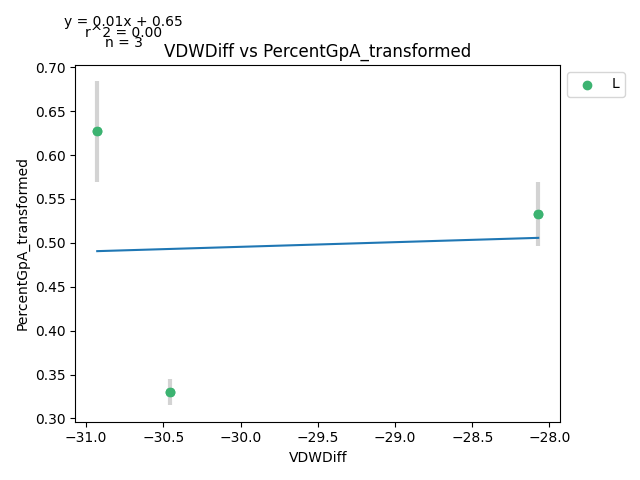 y = 0.01x + 0.65
r^2 = 0.00
n = 3
VDWDiff vs PercentGpA_transformed
L
PercentGpA_transformed
0.70
0.65
0.60
0.55
0.50
0.45
0.40
0.35
0.30
−31.0 −30.5 −30.0 −29.5 −29.0 −28.5 −28.0
VDWDiff